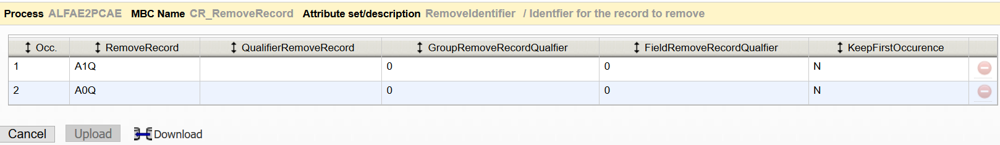 Process ALFAE2PCAE MBC Name CR_RemoveRecord Attribute set/description RemoveIdentifier / Identfier for the record to remove
Occ. RemoveRecord QualifierRemoveRecord GroupRemoveRecordQualfier FieldRemoveRecordQualfier KeepFirstOccurence
1 A1Q 0 0 N
2 A0Q 0 0 N
Cancel Upload Download